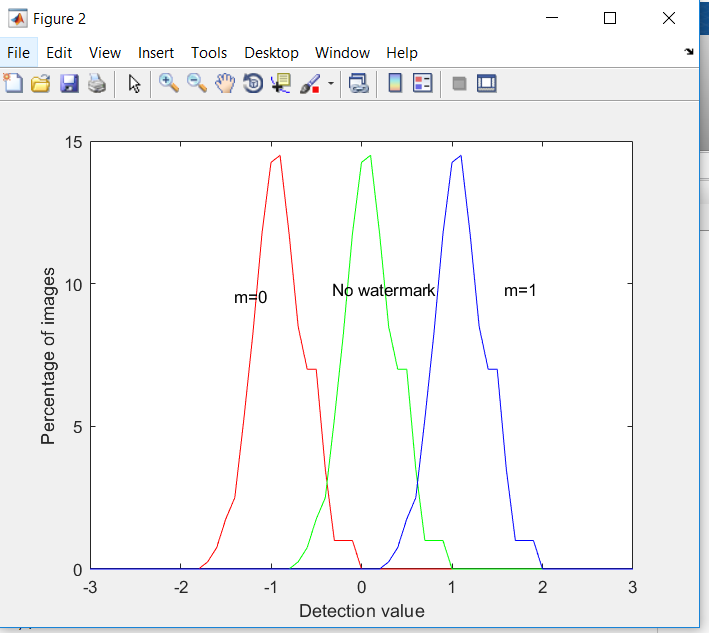 Figure 2
File Edit View Insert Tools Desktop Window Help
15
10
5
0
Percentage of images
m=0
No watermark
m=1
-3 -2 -1 0 1 2 3
Detection value